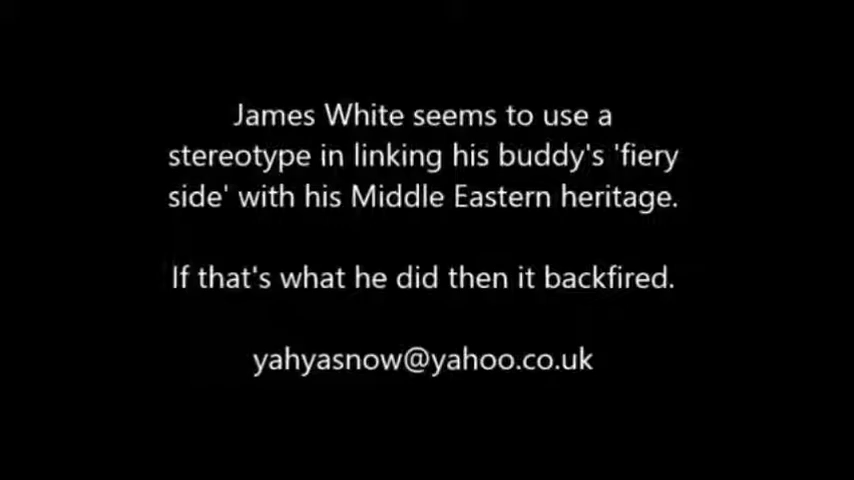 James White seems to use a
stereotype in linking his buddy's 'fiery
side' with his Middle Eastern heritage.
If that's what he did then it backfired.
yahyasnow@yahoo.co.uk